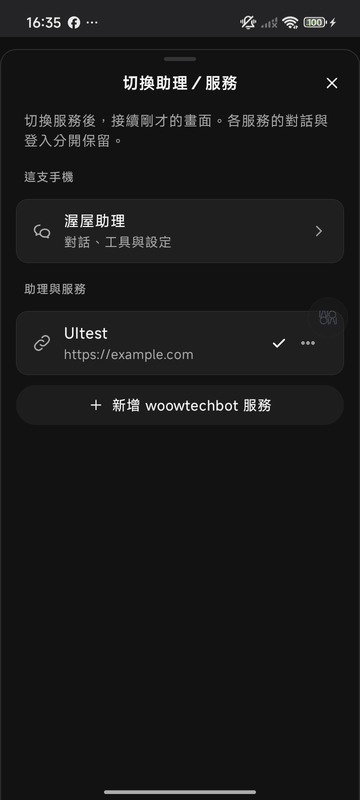 16:35
100
切換助理／服務
切換服務後，接續剛才的畫面。各服務的對話與
登入分開保留。
這支手機
渥屋助理
對話、工具與設定
助理與服務
UItest
https://example.com
新增 woowtechbot 服務